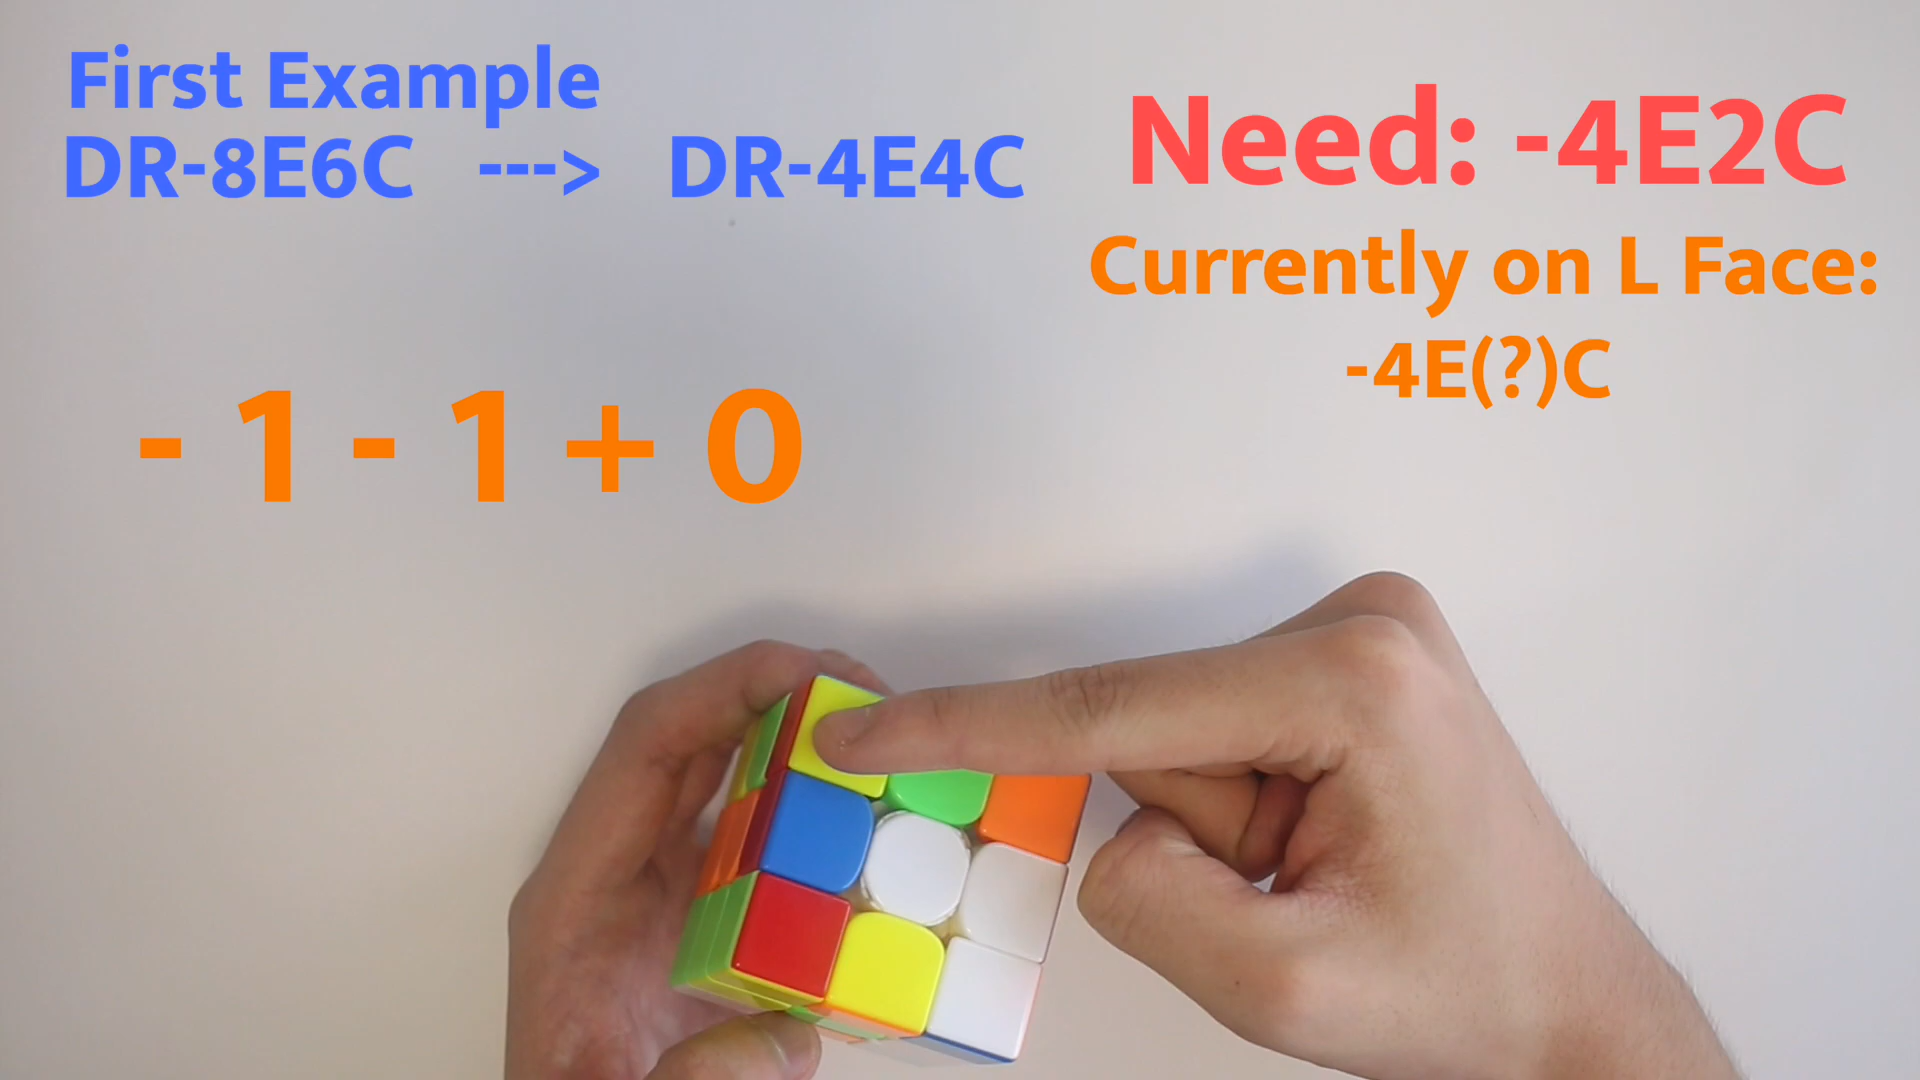 First Example
DR-8E6C ---> DR-4E4C
Need: -4E2C
Currently on L Face:
-4E(?)C
- 1 - 1 + 0